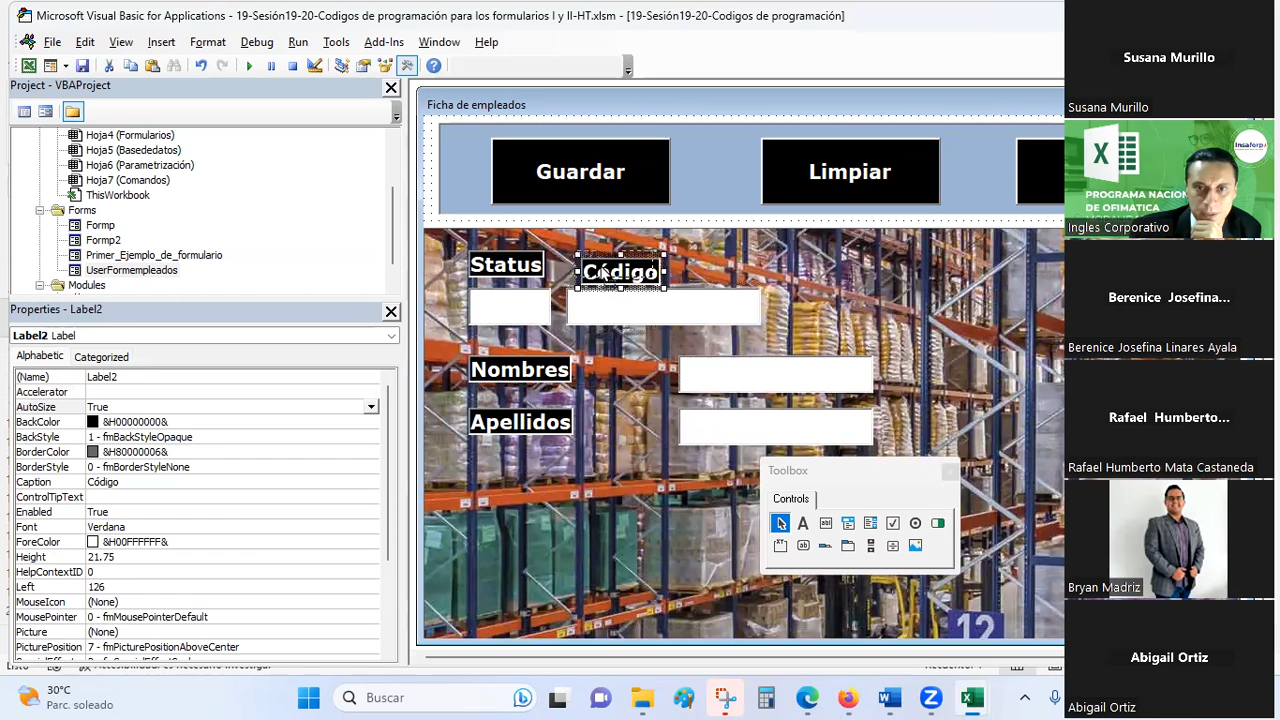 Microsoft Visual Basic for Applications - 19-Sesión19-20-Codigos de programación para los formularios I y II-HT.xlsm - [19-Sesión19-20-Codigos de programación]
File Edit View Insert Format Debug Run Tools Add-Ins Window Help
Project - VBAProject
Hoja4 (Formularios)
Hoja5 (Basededatos)
Hoja6 (Parametrización)
Hoja7 (Comandos)
ThisWorkbook
Forms
Formp
Formp2
Primer_Ejemplo_de_formulario
UserFormempleados
Modules
Properties - Label2
Label2 Label
Alphabetic Categorized
(Name) Label2
Accelerator
AutoSize True
BackColor &H00000000&
BackStyle 1 - fmBackStyleOpaque
BorderColor &H80000006&
BorderStyle 0 - fmBorderStyleNone
Caption Código
ControlTipText
Enabled True
Font Verdana
ForeColor &H00FFFFFF&
Height 21.75
HelpContextID 0
Left 126
MouseIcon (None)
MousePointer 0 - fmMousePointerDefault
Picture (None)
PicturePosition 7 - fmPicturePositionAboveCenter
Ficha de empleados
Guardar Limpiar
Status Código
Nombres
Apellidos
Toolbox
Controls
12
Susana Murillo
Susana Murillo
Insaforp
PROGRAMA NACION
DE OFIMATICA
Ingles Corporativo
Berenice Josefina...
Berenice Josefina Linares Ayala
Rafael Humberto...
Rafael Humberto Mata Castaneda
Bryan Madriz
Abigail Ortiz
Abigail Ortiz
30°C
Parc. soleado
Buscar